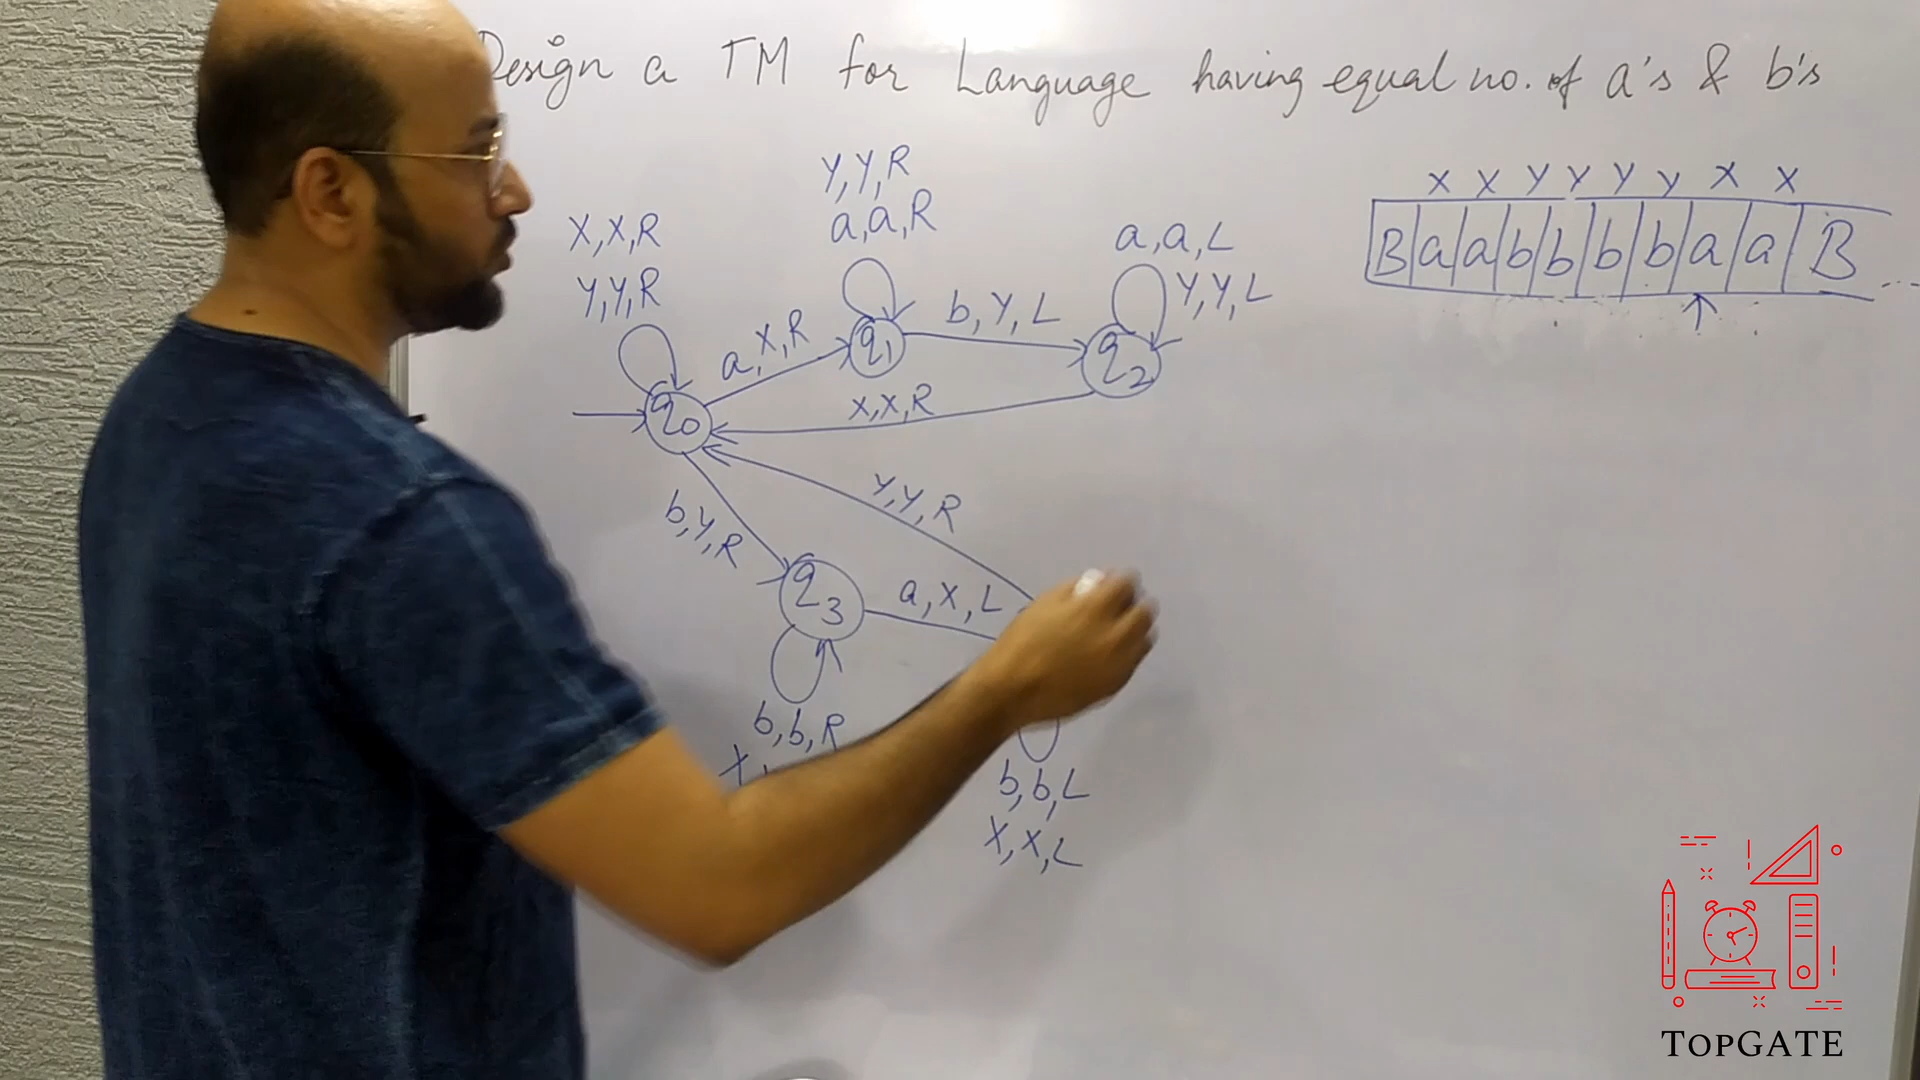 Design a TM for Language having equal no. of a's & b's
X X Y Y Y Y X X
B a a b b b b a a B
Y,Y,R
a,a,R
X,X,R
Y,Y,R
a,a,L
Y,Y,L
a,X,R
q1
b,Y,L
q2
q0
X,X,R
Y,Y,R
b,Y,R
q3
a,X,L
b,b,R
b,b,L
X,X,L
TOPGATE